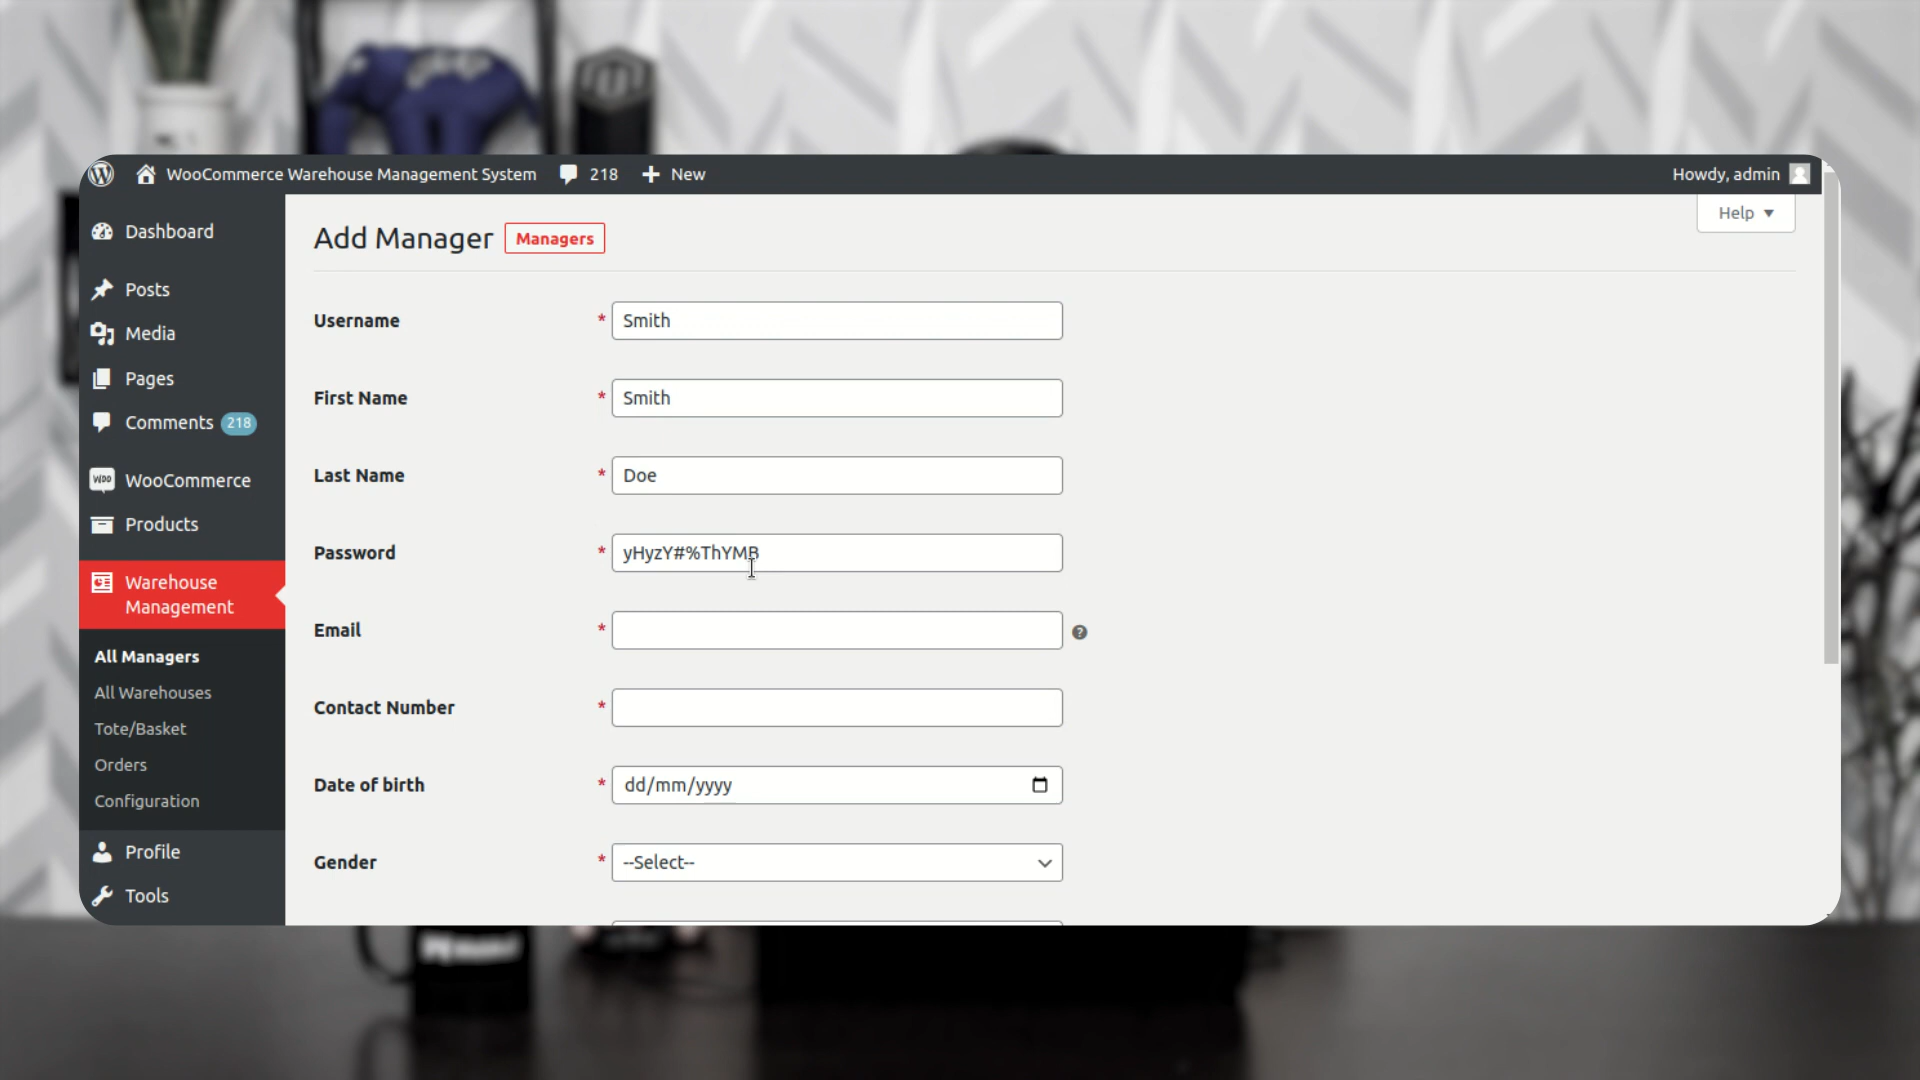 WooCommerce Warehouse Management System 218 New Howdy, admin
Help
Dashboard
Posts
Media
Pages
Comments 218
WooCommerce
Products
Warehouse
Management
All Managers
All Warehouses
Tote/Basket
Orders
Configuration
Profile
Tools
Add Manager Managers
Username * Smith
First Name * Smith
Last Name * Doe
Password * yHyzY#%ThYMB
Email *
Contact Number *
Date of birth * dd/mm/yyyy
Gender * --Select--